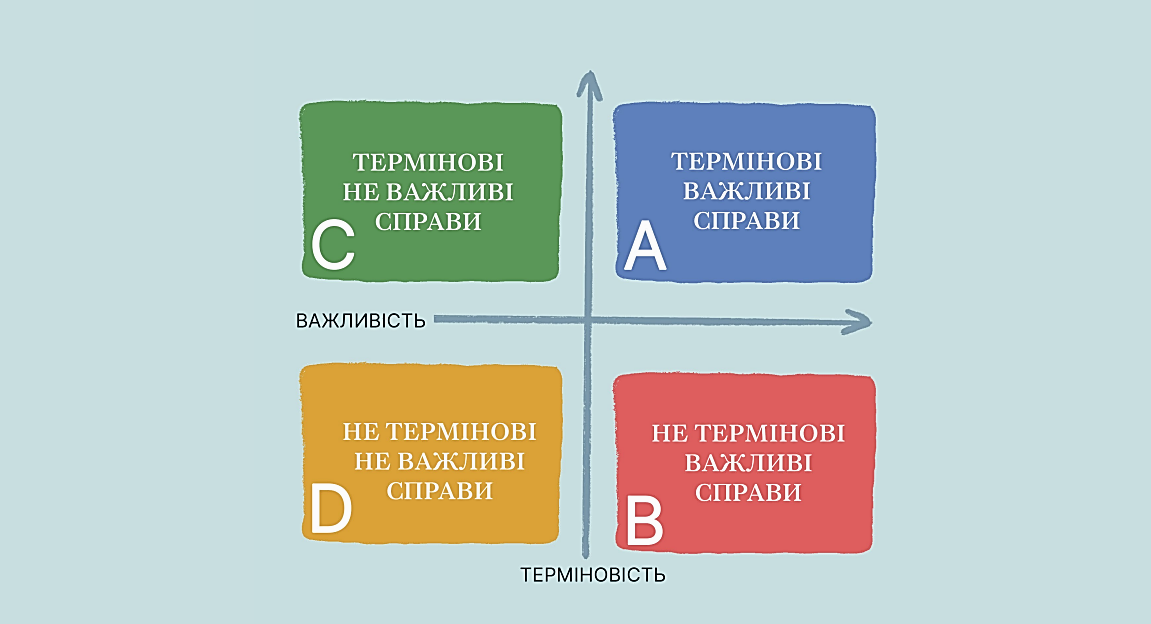 ТЕРМІНОВІ
НЕ ВАЖЛИВІ
СПРАВИ
C
ТЕРМІНОВІ
ВАЖЛИВІ
СПРАВИ
A
ВАЖЛИВІСТЬ
НЕ ТЕРМІНОВІ
НЕ ВАЖЛИВІ
СПРАВИ
D
НЕ ТЕРМІНОВІ
ВАЖЛИВІ
СПРАВИ
B
ТЕРМІНОВІСТЬ